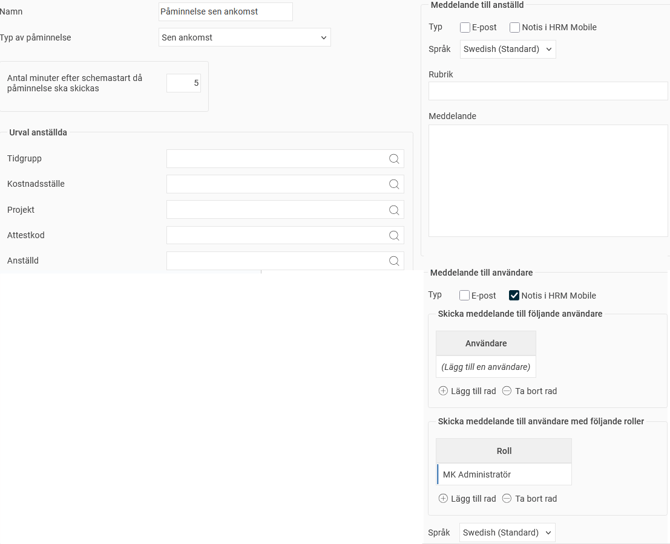 Namn
Påminnelse sen ankomst
Typ av påminnelse
Sen ankomst
Antal minuter efter schemastart då
påminnelse ska skickas
5
Urval anställda
Tidgrupp
Kostnadsställe
Projekt
Attestkod
Anställd
Meddelande till anställd
Typ
E-post
Notis i HRM Mobile
Språk
Swedish (Standard)
Rubrik
Meddelande
Meddelande till användare
Typ
E-post
Notis i HRM Mobile
Skicka meddelande till följande användare
Användare
(Lägg till en användare)
Lägg till rad
Ta bort rad
Skicka meddelande till användare med följande roller
Roll
MK Administratör
Lägg till rad
Ta bort rad
Språk
Swedish (Standard)